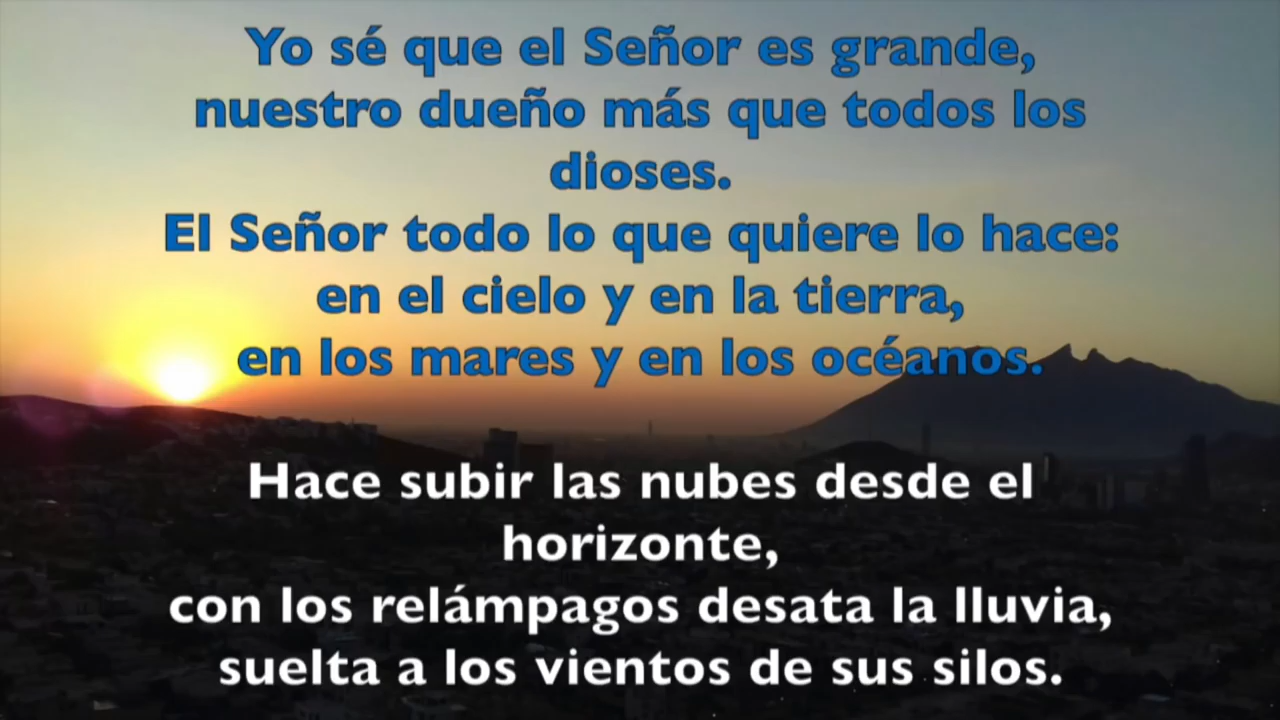 Yo sé que el Señor es grande,
nuestro dueño más que todos los
dioses.
El Señor todo lo que quiere lo hace:
en el cielo y en la tierra,
en los mares y en los océanos.
Hace subir las nubes desde el
horizonte,
con los relámpagos desata la lluvia,
suelta a los vientos de sus silos.